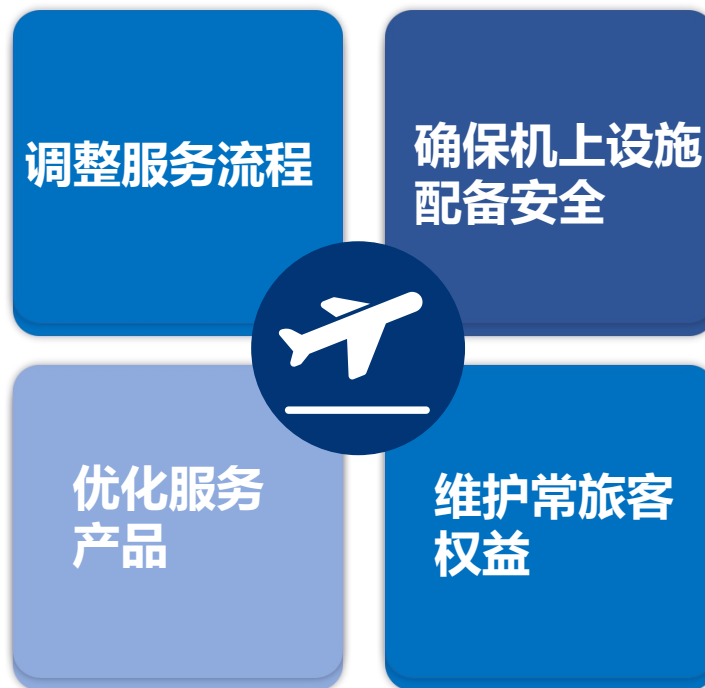 调整服务流程
确保机上设施
配备安全
优化服务
产品
维护常旅客
权益